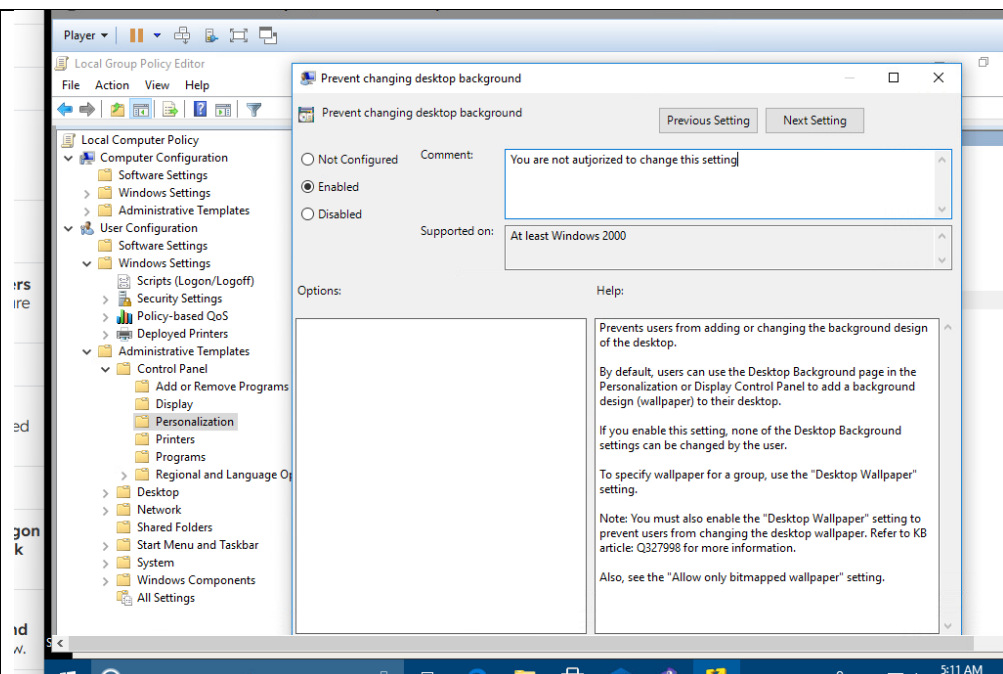 Player
Local Group Policy Editor
File Action View Help
Local Computer Policy
Computer Configuration
Software Settings
Windows Settings
Administrative Templates
User Configuration
Software Settings
Windows Settings
Scripts (Logon/Logoff)
Security Settings
Policy-based QoS
Deployed Printers
Administrative Templates
Control Panel
Add or Remove Programs
Display
Personalization
Printers
Programs
Regional and Language Op
Desktop
Network
Shared Folders
Start Menu and Taskbar
System
Windows Components
All Settings
Prevent changing desktop background
Prevent changing desktop background
Previous Setting Next Setting
Not Configured
Enabled
Disabled
Comment:
You are not autjorized to change this setting
Supported on:
At least Windows 2000
Options:
Help:
Prevents users from adding or changing the background design
of the desktop.
By default, users can use the Desktop Background page in the
Personalization or Display Control Panel to add a background
design (wallpaper) to their desktop.
If you enable this setting, none of the Desktop Background
settings can be changed by the user.
To specify wallpaper for a group, use the "Desktop Wallpaper"
setting.
Note: You must also enable the "Desktop Wallpaper" setting to
prevent users from changing the desktop wallpaper. Refer to KB
article: Q327998 for more information.
Also, see the "Allow only bitmapped wallpaper" setting.
5:11 AM